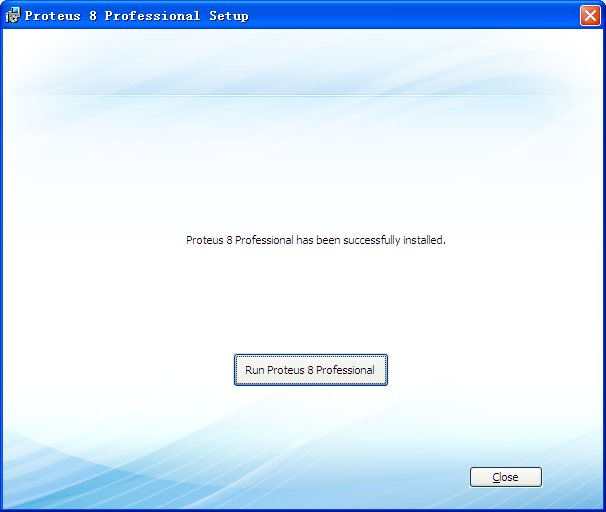 Proteus 8 Professional Setup
Proteus 8 Professional has been successfully installed.
Run Proteus 8 Professional
Close